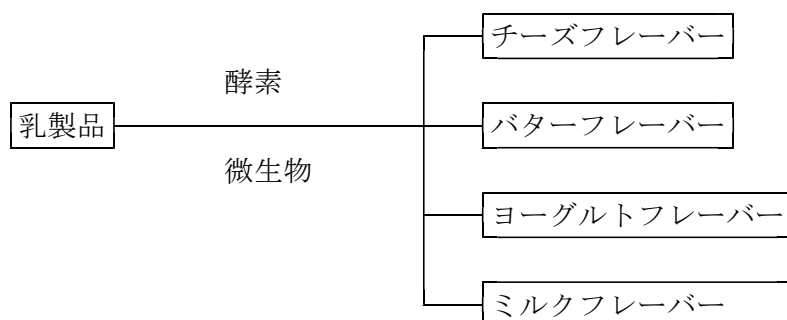 チーズフレーバー
酵素
乳製品
バターフレーバー
微生物
ヨーグルトフレーバー
ミルクフレーバー